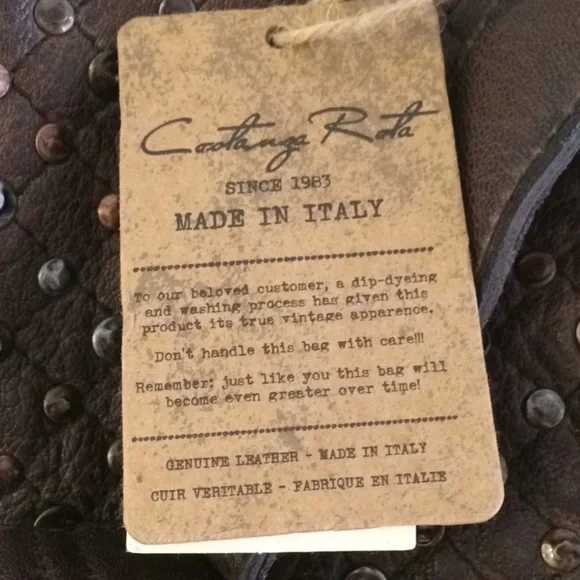 Costanza Rota
SINCE 1983
MADE IN ITALY
To our beloved customer, a dip-dyeing
and washing process has given this
product its true vintage apparence.
Don't handle this bag with care!!!
Remember: just like you this bag will
become even greater over time!
GENUINE LEATHER - MADE IN ITALY
CUIR VERITABLE - FABRIQUE EN ITALIE